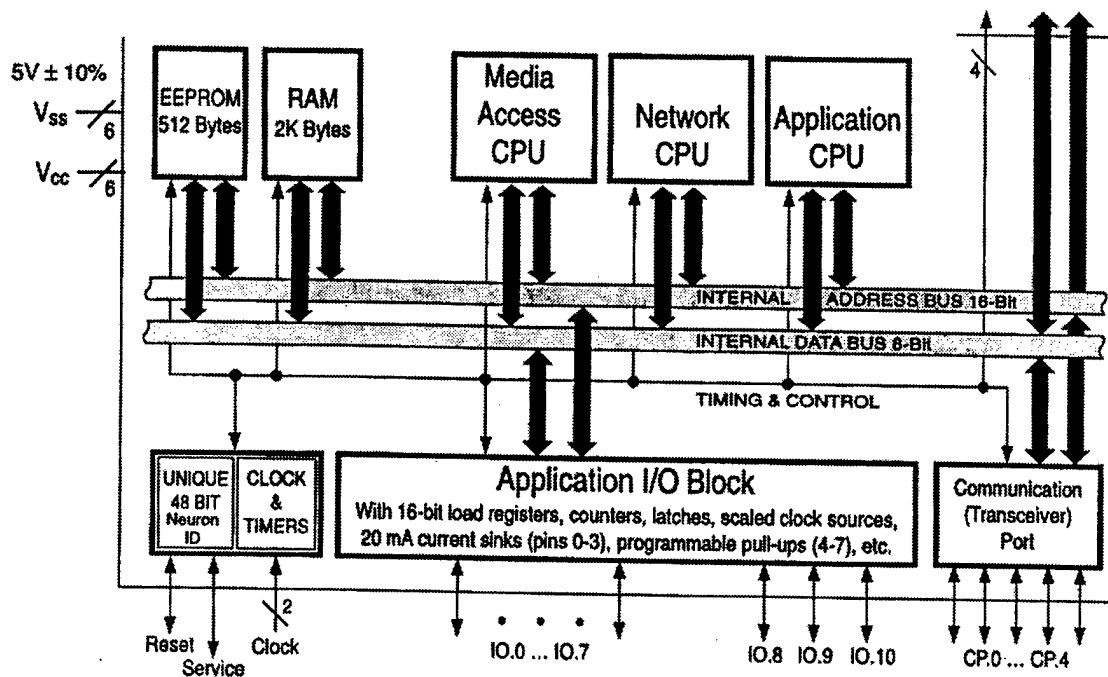 5V ± 10%
Vss
6
Vcc
6
EEPROM
512 Bytes
RAM
2K Bytes
Media
Access
CPU
Network
CPU
Application
CPU
4
INTERNAL ADDRESS BUS 16-Bit
INTERNAL DATA BUS 8-Bit
TIMING & CONTROL
UNIQUE
48 BIT
Neuron
ID
CLOCK
&
TIMERS
Application I/O Block
With 16-bit load registers, counters, latches, scaled clock sources,
20 mA current sinks (pins 0-3), programmable pull-ups (4-7), etc.
Communication
(Transceiver)
Port
Reset
Service
2
Clock
IO.0 ... IO.7
IO.8
IO.9
IO.10
CP.0 ... CP.4